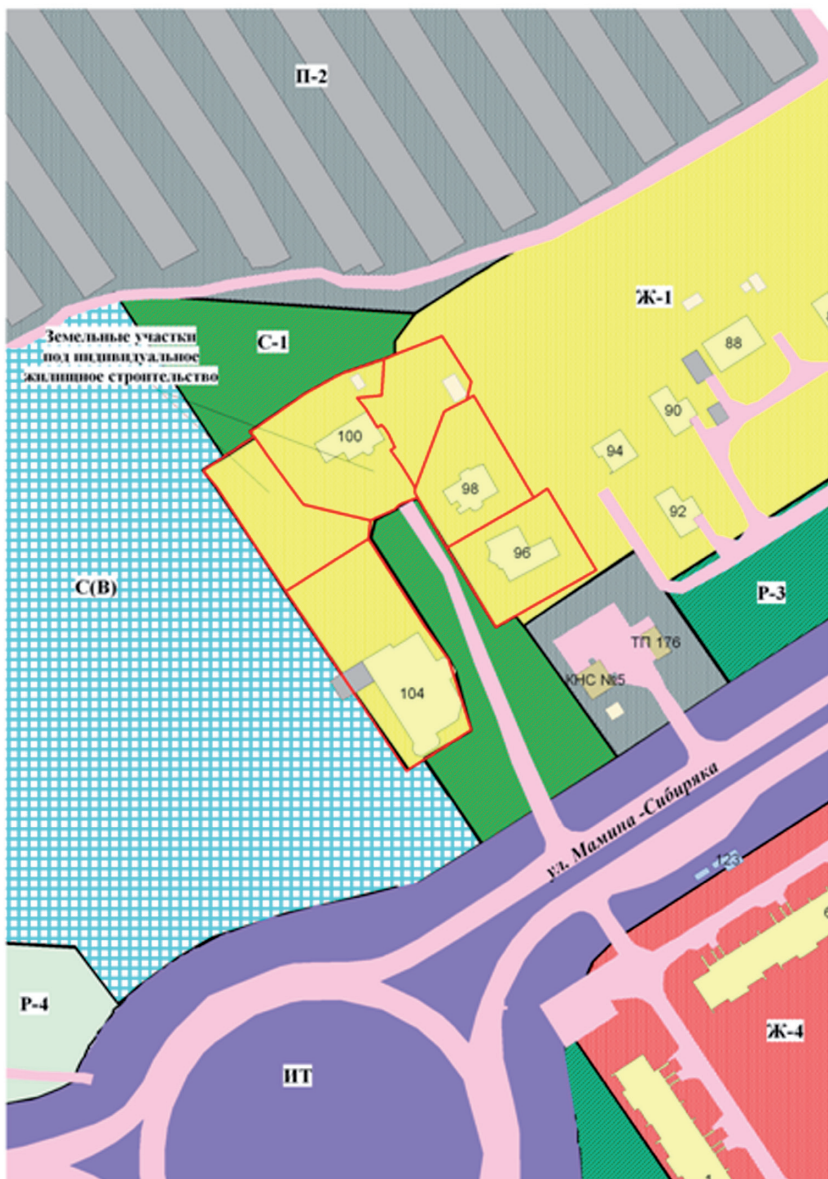 П-2
Ж-1
С-1
Земельные участки
под индивидуальное
жилищное строительство
88
90
94
100
98
92
96
С(В)
Р-3
ТП 176
КНС №5
104
ул. Мамина -Сибиряка
123
Р-4
Ж-4
ИТ